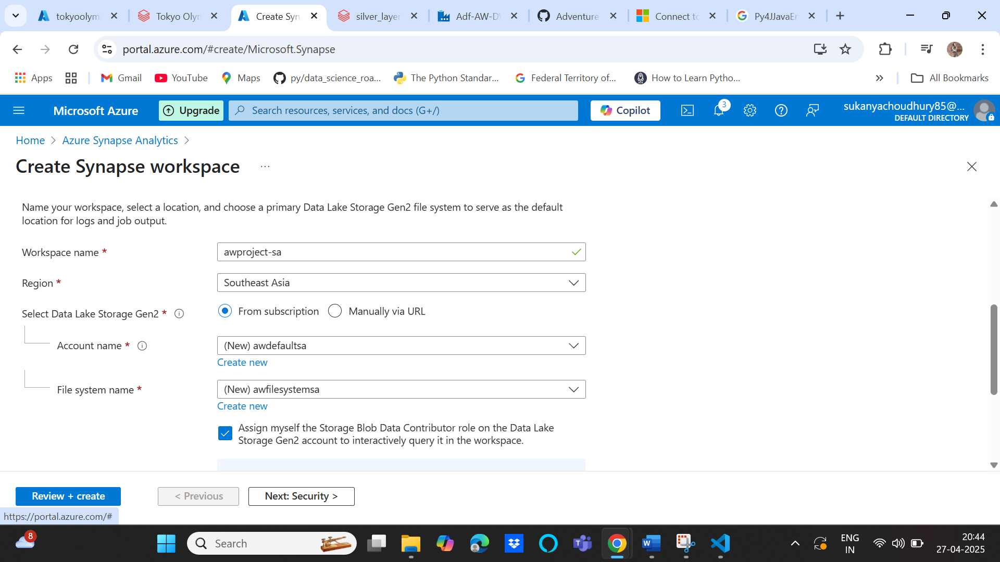 tokyoolym
Tokyo Olyn
Create Syn
silver_layer
Adf-AW-D
Adventure
Connect to
Py4JJavaEr
portal.azure.com/#create/Microsoft.Synapse
Apps
Gmail
YouTube
Maps
py/data_science_roa...
The Python Standar...
Federal Territory of...
How to Learn Pytho...
All Bookmarks
Microsoft Azure
Upgrade
Search resources, services, and docs (G+/)
Copilot
3
sukanyachoudhury85@...
DEFAULT DIRECTORY
Home > Azure Synapse Analytics >
Create Synapse workspace ...
Name your workspace, select a location, and choose a primary Data Lake Storage Gen2 file system to serve as the default
location for logs and job output.
Workspace name *
awproject-sa
Region *
Southeast Asia
Select Data Lake Storage Gen2 *
From subscription
Manually via URL
Account name *
(New) awdefaultsa
Create new
File system name *
(New) awfilesystemsa
Create new
Assign myself the Storage Blob Data Contributor role on the Data Lake
Storage Gen2 account to interactively query it in the workspace.
Review + create
< Previous
Next: Security >
https://portal.azure.com/#
8
Search
ENG
IN
20:44
27-04-2025